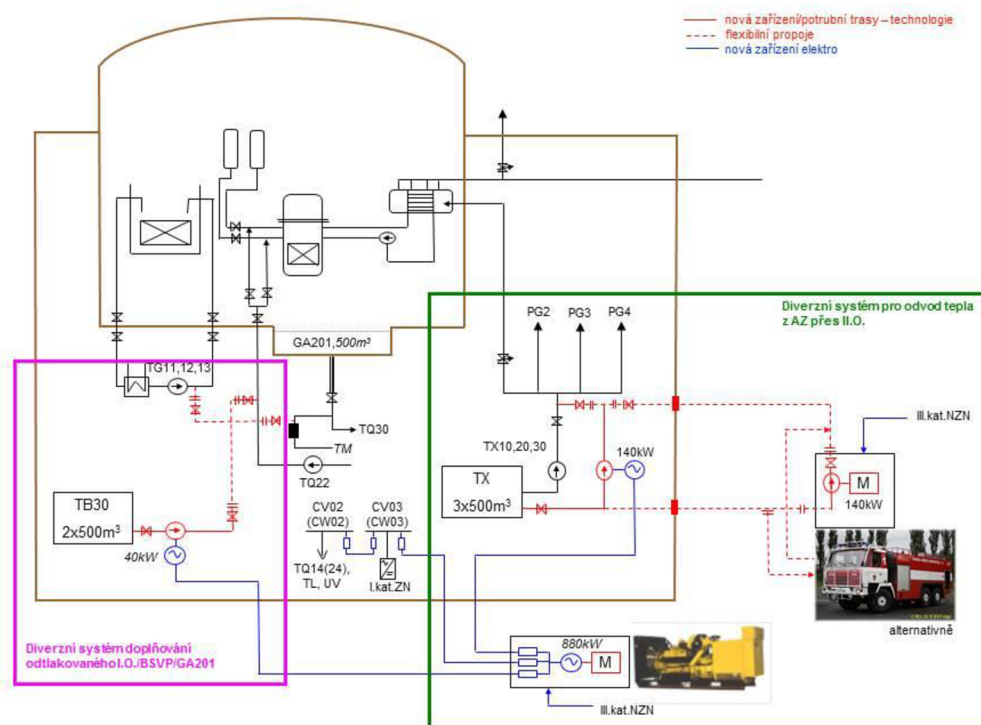 nová zařízení/potrubní trasy – technologie
flexibilní propoje
nová zařízení elektro
Diverzní systém pro odvod tepla
z AZ přes II.O.
PG2
PG3
PG4
GA201,500m³
TG11,12,13
TQ30
TM
TQ22
TX10,20,30
140kW
TX
3x500m³
III.kat.NZN
M
140kW
TB30
2x500m³
40kW
CV02
(CW02)
CV03
(CW03)
TQ14(24),
TL, UV
I.kat.ZN
alternativně
Diverzní systém doplňování
odtlakovaného I.O./BSVP/GA201
880kW
M
III.kat.NZN